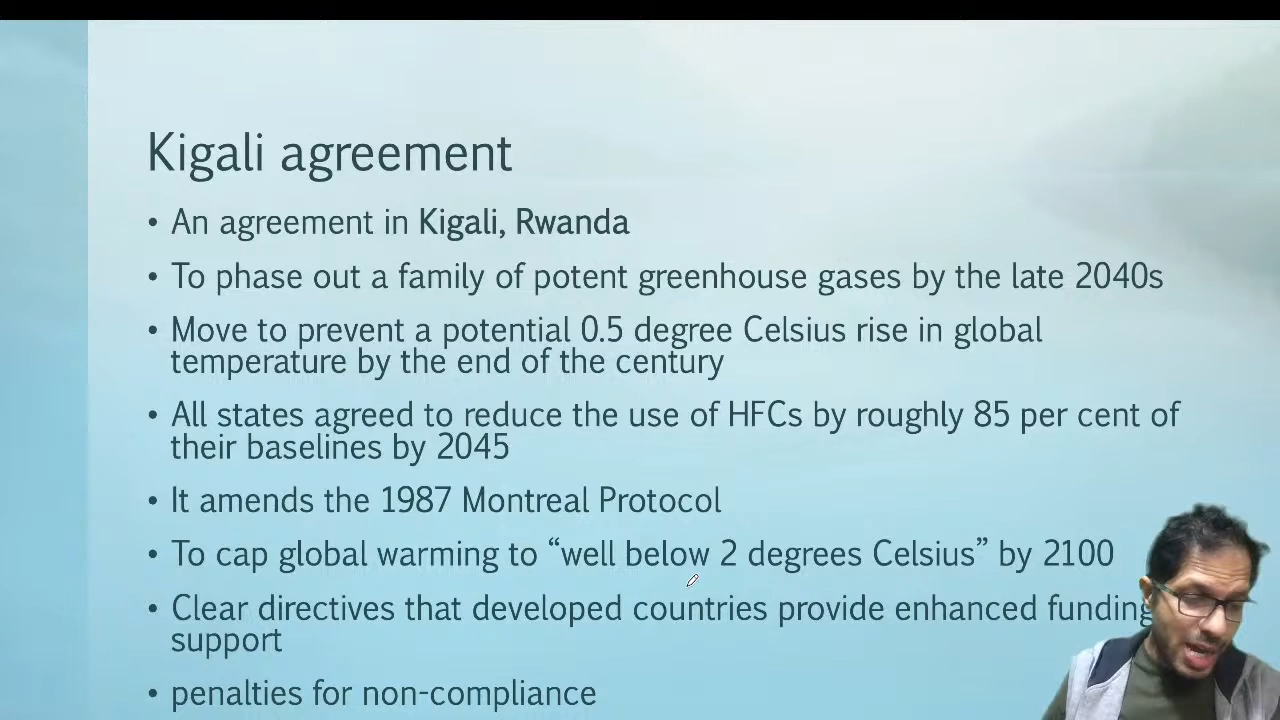 Kigali agreement
• An agreement in Kigali, Rwanda
• To phase out a family of potent greenhouse gases by the late 2040s
• Move to prevent a potential 0.5 degree Celsius rise in global
temperature by the end of the century
• All states agreed to reduce the use of HFCs by roughly 85 per cent of
their baselines by 2045
• It amends the 1987 Montreal Protocol
• To cap global warming to “well below 2 degrees Celsius” by 2100
• Clear directives that developed countries provide enhanced funding
support
• penalties for non-compliance